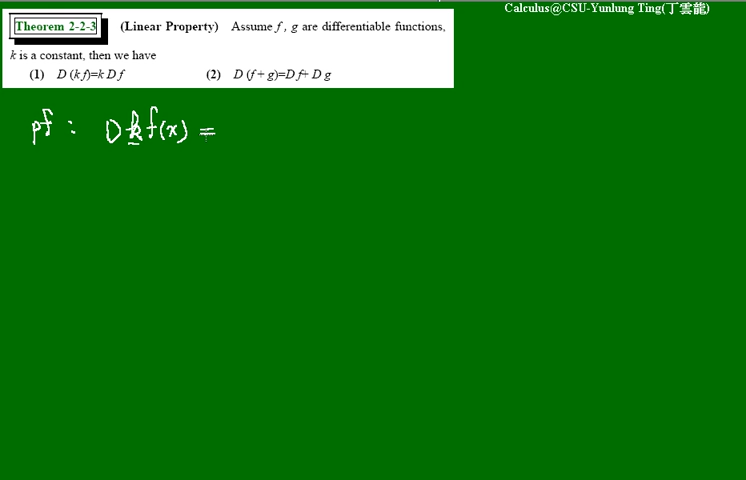 Calculus@CSU-Yunlung Ting(丁雲龍)
Theorem 2-2-3 (Linear Property) Assume f , g are differentiable functions,
k is a constant, then we have
(1) D (k f)=k D f (2) D (f + g)=D f+ D g
pf : D k f(x) =